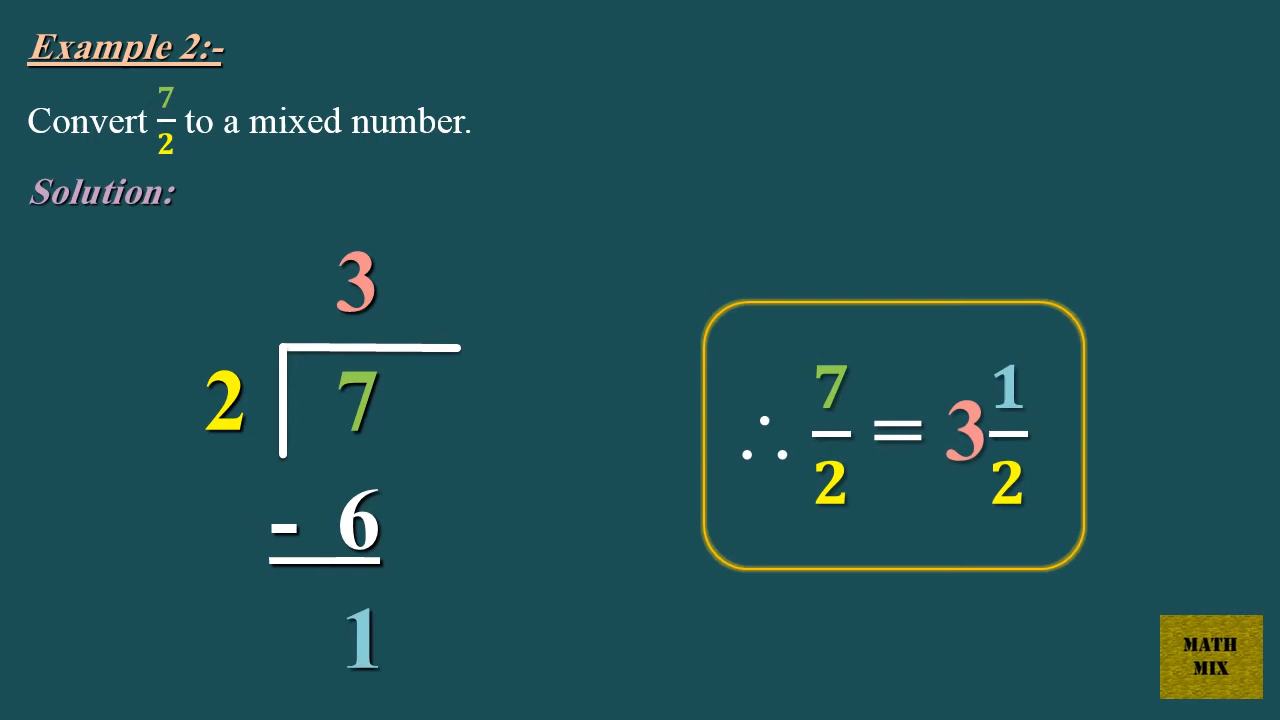 Example 2:-
Convert 7/2 to a mixed number.
Solution:
3
2 7
- 6
1
∴ 7/2 = 3 1/2
MATH
MIX